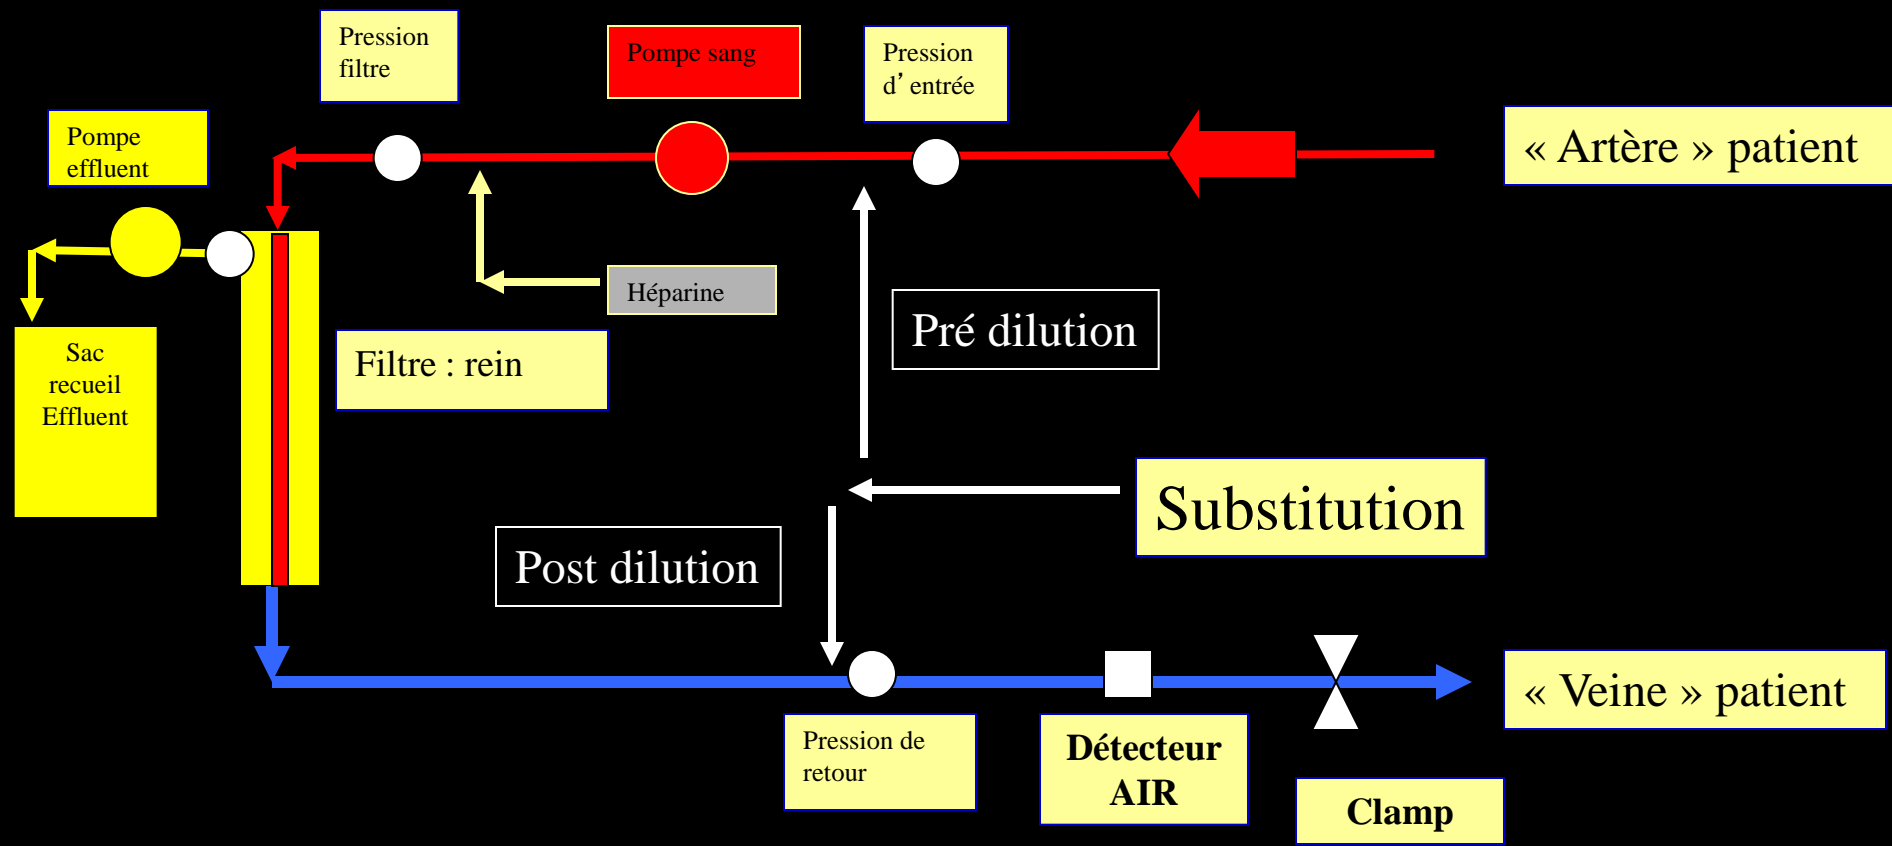 Pression
filtre
Pompe sang
Pression
d’entrée
Pompe
effluent
« Artère » patient
Héparine
Pré dilution
Sac
recueil
Effluent
Filtre : rein
Substitution
Post dilution
« Veine » patient
Pression de
retour
Détecteur
AIR
Clamp